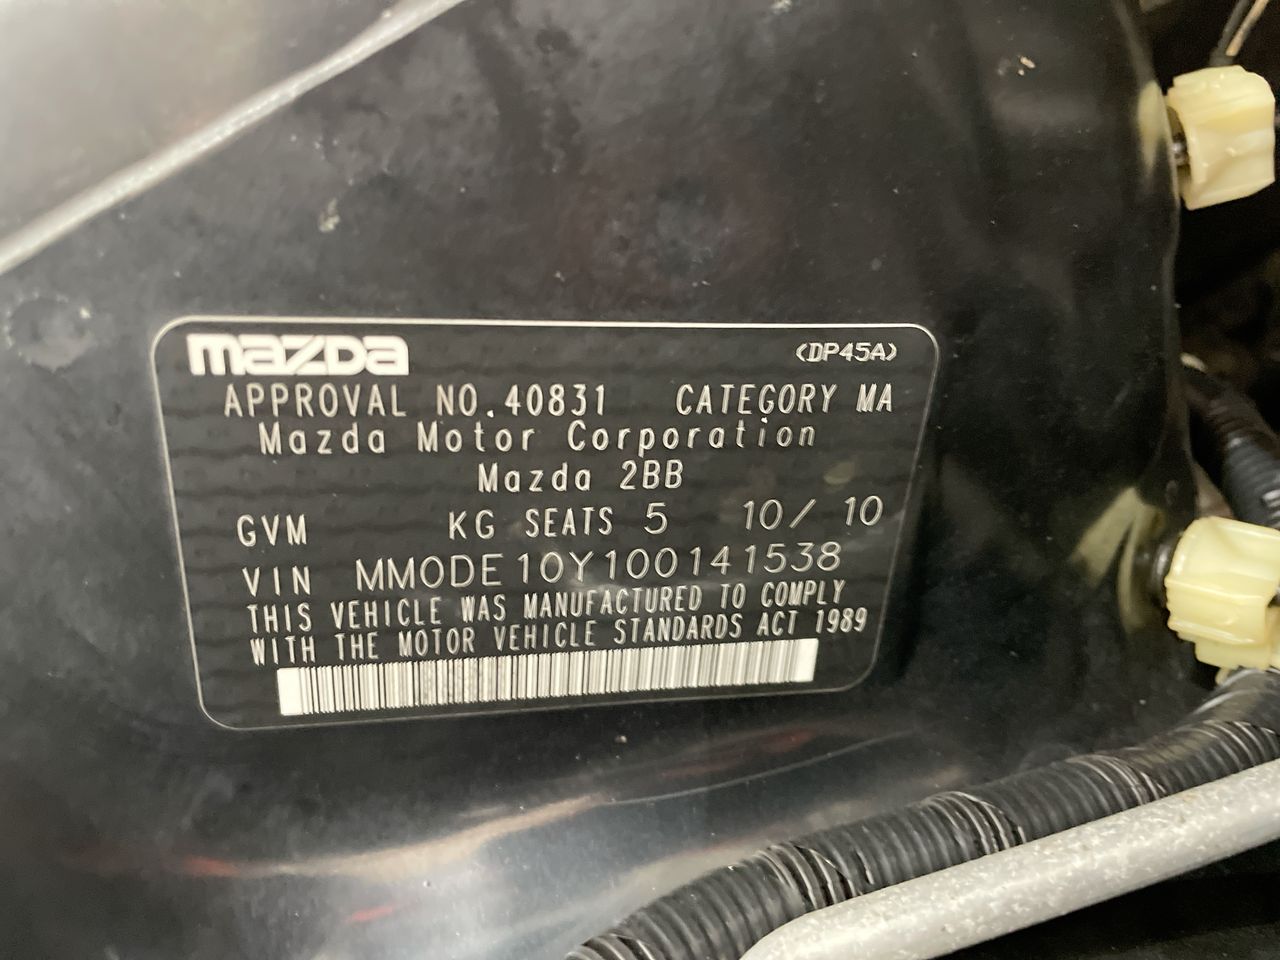 mazda (DP45A)
APPROVAL NO.40831 CATEGORY MA
Mazda Motor Corporation
Mazda 2BB
GVM KG SEATS 5 10/ 10
VIN MM0DE10Y100141538
THIS VEHICLE WAS MANUFACTURED TO COMPLY
WITH THE MOTOR VEHICLE STANDARDS ACT 1989